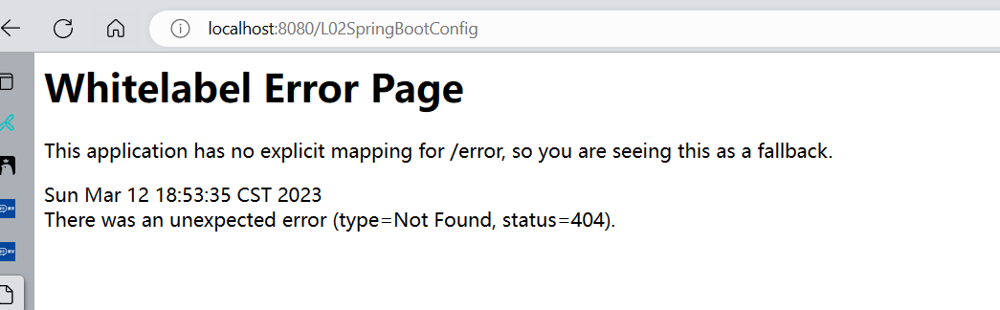 localhost:8080/L02SpringBootConfig
Whitelabel Error Page
This application has no explicit mapping for /error, so you are seeing this as a fallback.
Sun Mar 12 18:53:35 CST 2023
There was an unexpected error (type=Not Found, status=404).